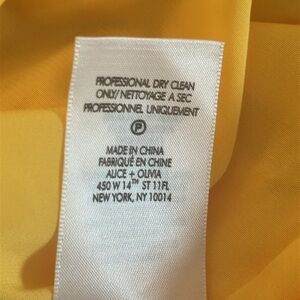 PROFESSIONAL DRY CLEAN
ONLY/NETTOYAGE A SEC
PROFESSIONNEL UNIQUEMENT
P
MADE IN CHINA
FABRIQUÉ EN CHINE
ALICE + OLIVIA
450 W 14TH ST 11FL
NEW YORK, NY 10014